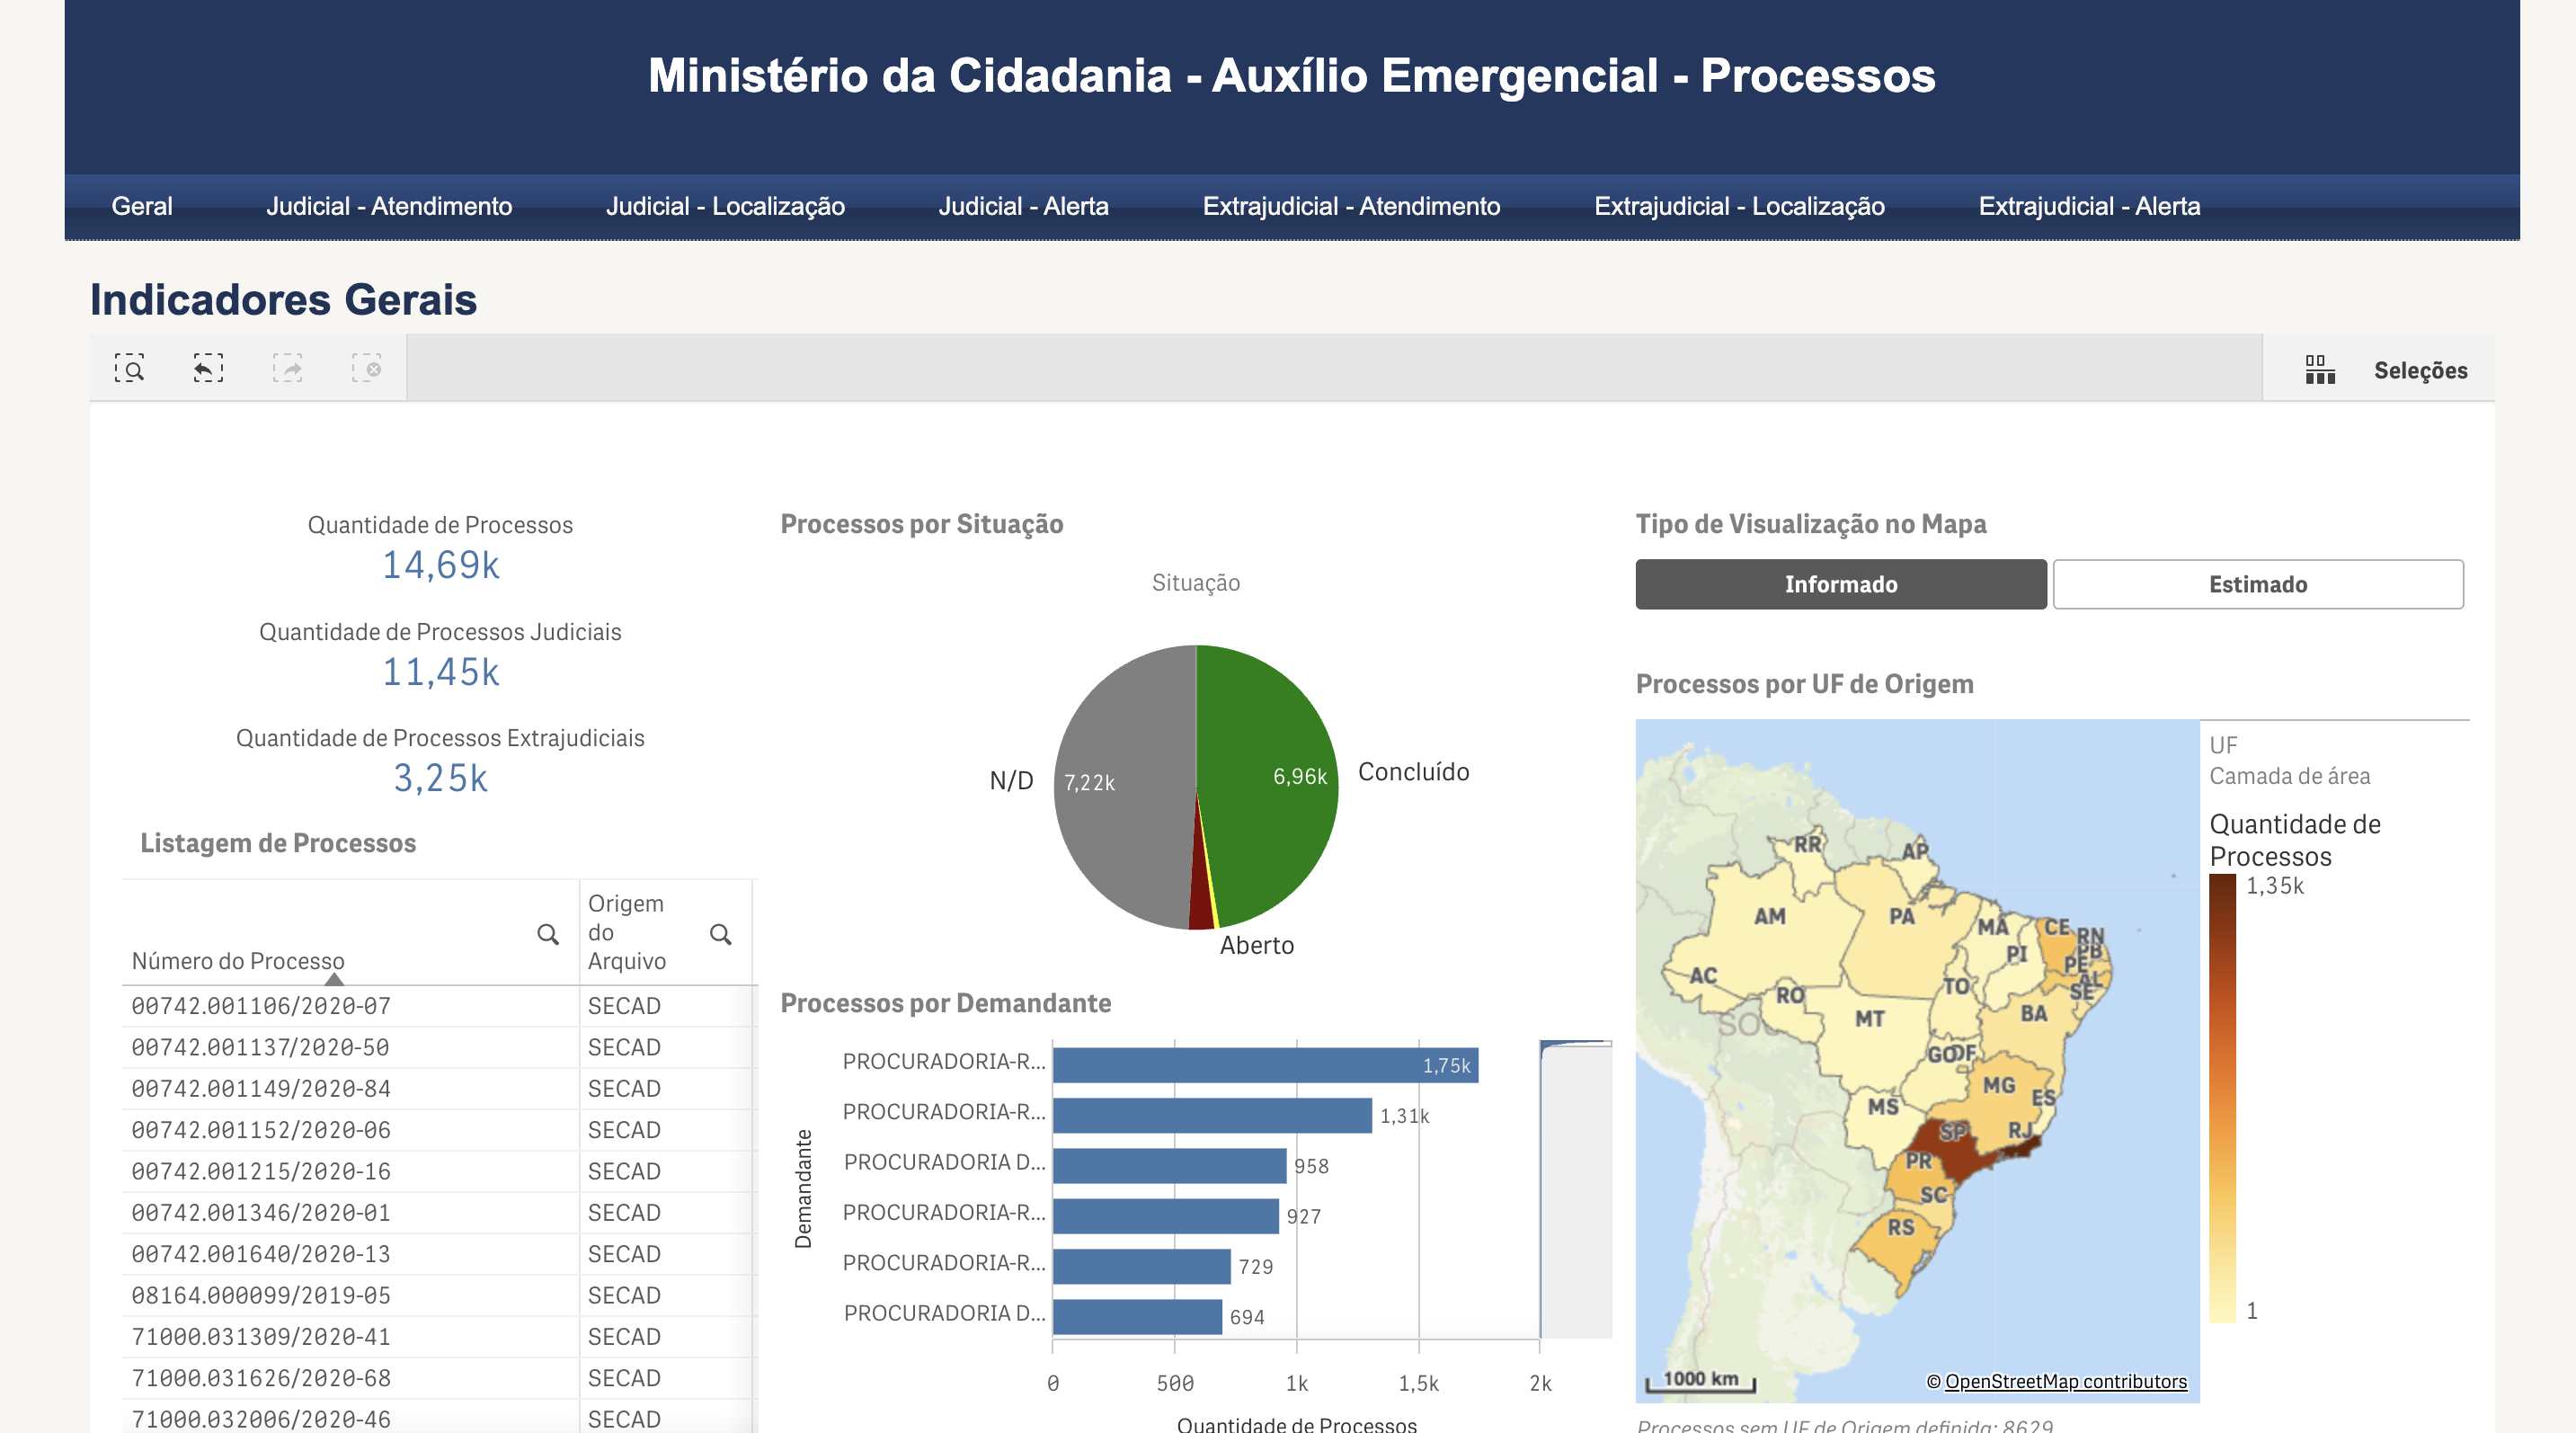 Ministério da Cidadania - Auxílio Emergencial - Processos
Geral
Judicial - Atendimento
Judicial - Localização
Judicial - Alerta
Extrajudicial - Atendimento
Extrajudicial - Localização
Extrajudicial - Alerta
Indicadores Gerais
Seleções
Quantidade de Processos
14,69k
Quantidade de Processos Judiciais
11,45k
Quantidade de Processos Extrajudiciais
3,25k
Listagem de Processos
Número do Processo
Origem
do
Arquivo
00742.001106/2020-07 SECAD
00742.001137/2020-50 SECAD
00742.001149/2020-84 SECAD
00742.001152/2020-06 SECAD
00742.001215/2020-16 SECAD
00742.001346/2020-01 SECAD
00742.001640/2020-13 SECAD
08164.000099/2019-05 SECAD
71000.031309/2020-41 SECAD
71000.031626/2020-68 SECAD
71000.032006/2020-46 SECAD
Processos por Situação
Situação
N/D
7,22k
6,96k
Concluído
Aberto
Processos por Demandante
Demandante
PROCURADORIA-R... 1,75k
PROCURADORIA-R... 1,31k
PROCURADORIA D... 958
PROCURADORIA-R... 927
PROCURADORIA-R... 729
PROCURADORIA D... 694
0 500 1k 1,5k 2k
Quantidade de Processos
Tipo de Visualização no Mapa
Informado
Estimado
Processos por UF de Origem
RR
AP
AM
PA
MA
CE
RN
PB
PI
PE
AL
SE
AC
RO
TO
BA
MT
GO
DF
MG
ES
MS
SP
RJ
PR
SC
RS
1000 km
© OpenStreetMap contributors
UF
Camada de área
Quantidade de
Processos
1,35k
1
Processos sem UF de Origem definida: 8629